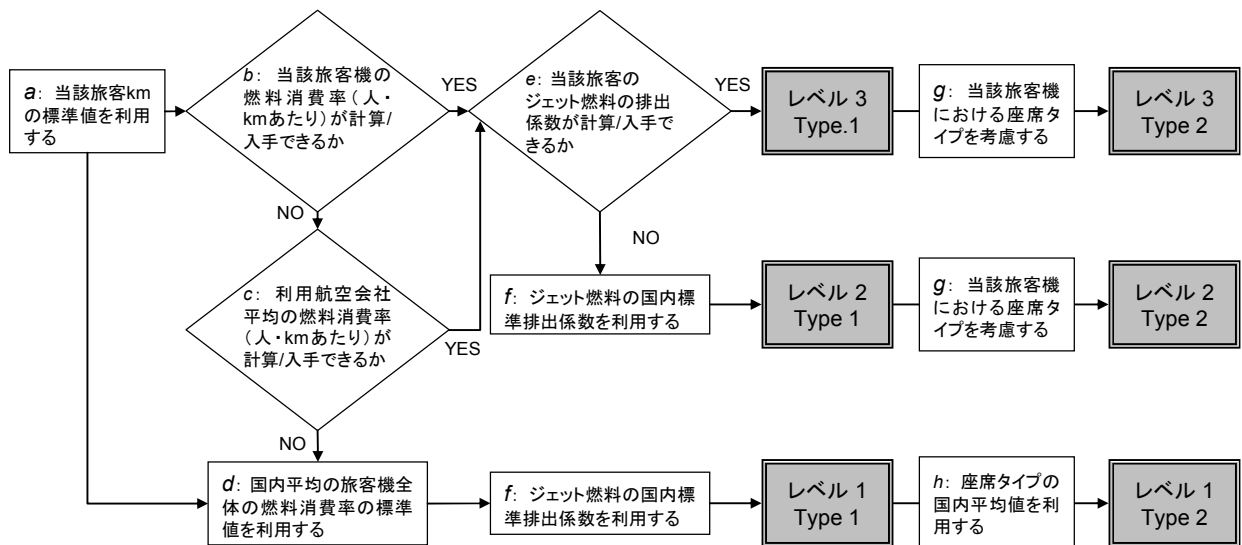 a: 当該旅客km
の標準値を利用
する
b: 当該旅客機の
燃料消費率(人・
kmあたり)が計算/
入手できるか
YES
NO
e: 当該旅客の
ジェット燃料の排出
係数が計算/入手で
きるか
YES
NO
レベル 3
Type.1
g: 当該旅客機
における座席タ
イプを考慮する
レベル 3
Type 2
c: 利用航空会社
平均の燃料消費率
(人・kmあたり)が
計算/入手できるか
YES
NO
f: ジェット燃料の国内標
準排出係数を利用する
レベル 2
Type 1
g: 当該旅客機
における座席タ
イプを考慮する
レベル 2
Type 2
d: 国内平均の旅客機全
体の燃料消費率の標準
値を利用する
f: ジェット燃料の国内標
準排出係数を利用する
レベル 1
Type 1
h: 座席タイプの
国内平均値を利
用する
レベル 1
Type 2